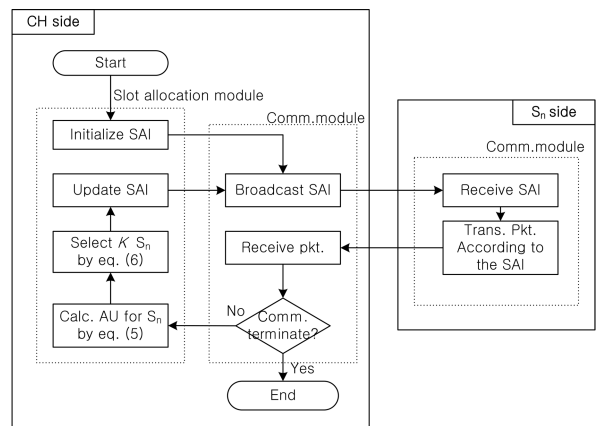 CH side
Start
Slot allocation module
Comm.module
Initialize SAI
Update SAI
Broadcast SAI
Select K Sn
by eq. (6)
Receive pkt.
Calc. AU for Sn
by eq. (5)
No
Comm.
terminate?
Yes
End
Sn side
Comm.module
Receive SAI
Trans. Pkt.
According to
the SAI